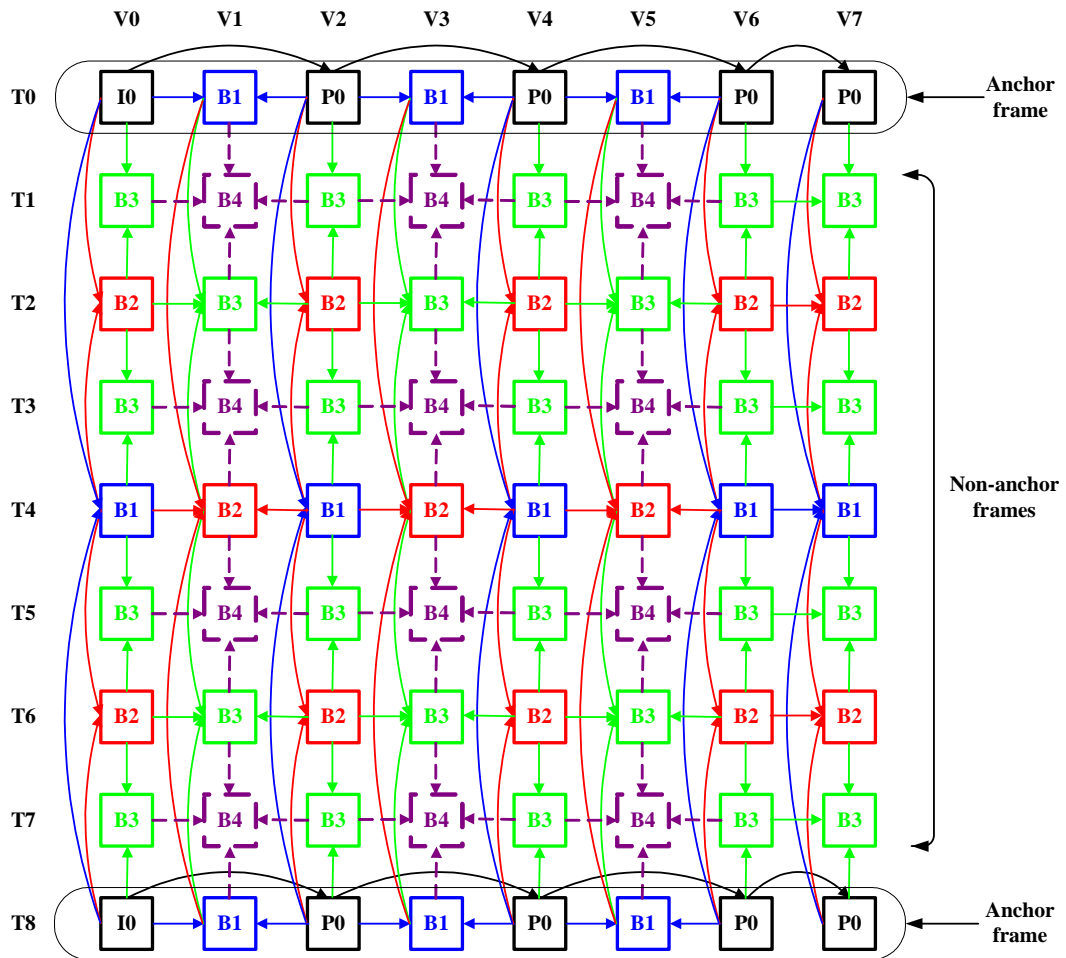 V0 V1 V2 V3 V4 V5 V6 V7
T0 I0 B1 P0 B1 P0 B1 P0 P0 Anchor
frame
T1 B3 B4 B3 B4 B3 B4 B3 B3
T2 B2 B3 B2 B3 B2 B3 B2 B2
T3 B3 B4 B3 B4 B3 B4 B3 B3
T4 B1 B2 B1 B2 B1 B2 B1 B1 Non-anchor
frames
T5 B3 B4 B3 B4 B3 B4 B3 B3
T6 B2 B3 B2 B3 B2 B3 B2 B2
T7 B3 B4 B3 B4 B3 B4 B3 B3
T8 I0 B1 P0 B1 P0 B1 P0 P0 Anchor
frame